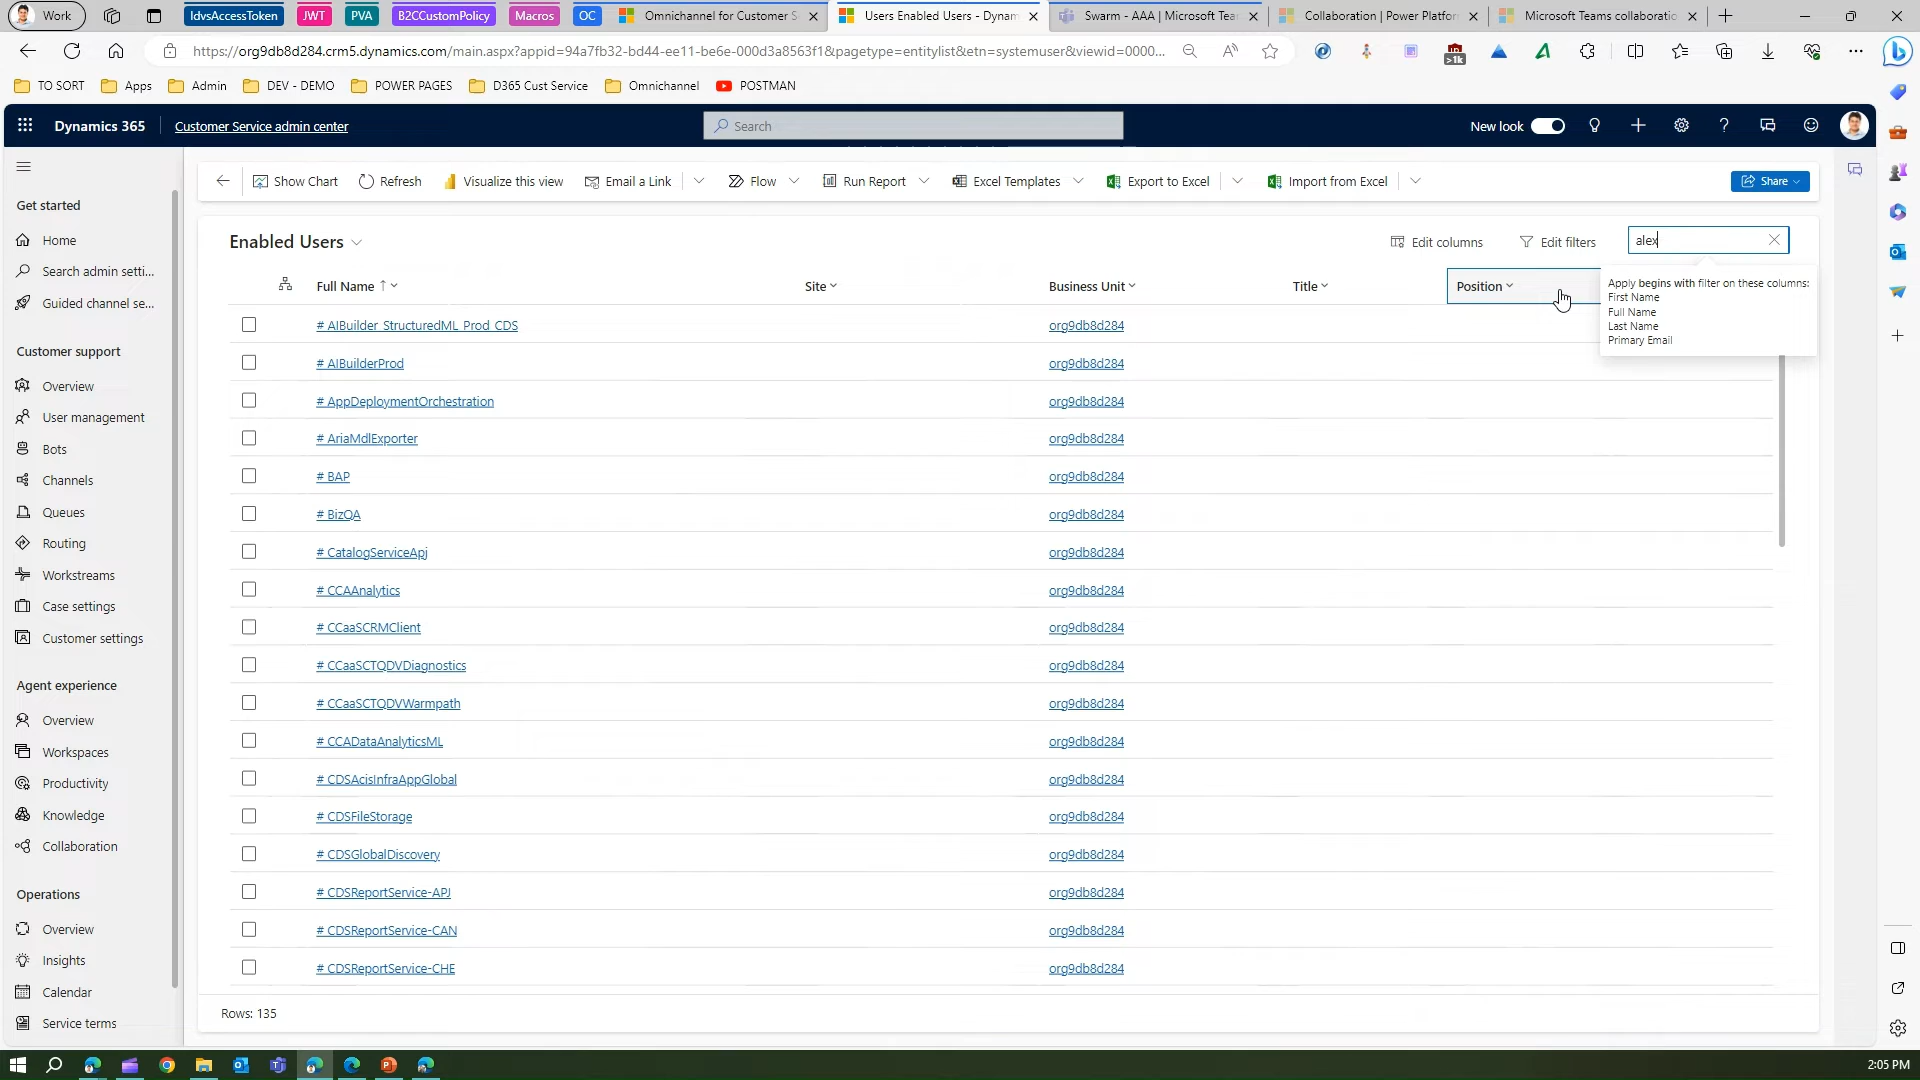 Work
IdvsAccessToken
JWT
PVA
B2CCustomPolicy
Macros
OC
Omnichannel for Customer S
Users Enabled Users - Dynam
Swarm - AAA | Microsoft Tea
Collaboration | Power Platfor
Microsoft Teams collaboratio
https://org9db8d284.crm5.dynamics.com/main.aspx?appid=94a7fb32-bd44-ee11-be6e-000d3a8563f1&pagetype=entitylist&etn=systemuser&viewid=0000...
>1k
TO SORT
Apps
Admin
DEV - DEMO
POWER PAGES
D365 Cust Service
Omnichannel
POSTMAN
Dynamics 365
Customer Service admin center
Search
New look
Show Chart
Refresh
Visualize this view
Email a Link
Flow
Run Report
Excel Templates
Export to Excel
Import from Excel
Share
Get started
Home
Search admin setti...
Guided channel se...
Customer support
Overview
User management
Bots
Channels
Queues
Routing
Workstreams
Case settings
Customer settings
Agent experience
Overview
Workspaces
Productivity
Knowledge
Collaboration
Operations
Overview
Insights
Calendar
Service terms
Enabled Users
Edit columns
Edit filters
alex
Apply begins with filter on these columns:
First Name
Full Name
Last Name
Primary Email
Full Name ↑
Site
Business Unit
Title
Position
# AIBuilder_StructuredML_Prod_CDS org9db8d284
# AIBuilderProd org9db8d284
# AppDeploymentOrchestration org9db8d284
# AriaMdlExporter org9db8d284
# BAP org9db8d284
# BizQA org9db8d284
# CatalogServiceApj org9db8d284
# CCAAnalytics org9db8d284
# CCaaSCRMClient org9db8d284
# CCaaSCTQDVDiagnostics org9db8d284
# CCaaSCTQDVWarmpath org9db8d284
# CCADataAnalyticsML org9db8d284
# CDSAcisInfraAppGlobal org9db8d284
# CDSFileStorage org9db8d284
# CDSGlobalDiscovery org9db8d284
# CDSReportService-APJ org9db8d284
# CDSReportService-CAN org9db8d284
# CDSReportService-CHE org9db8d284
Rows: 135
2:05 PM